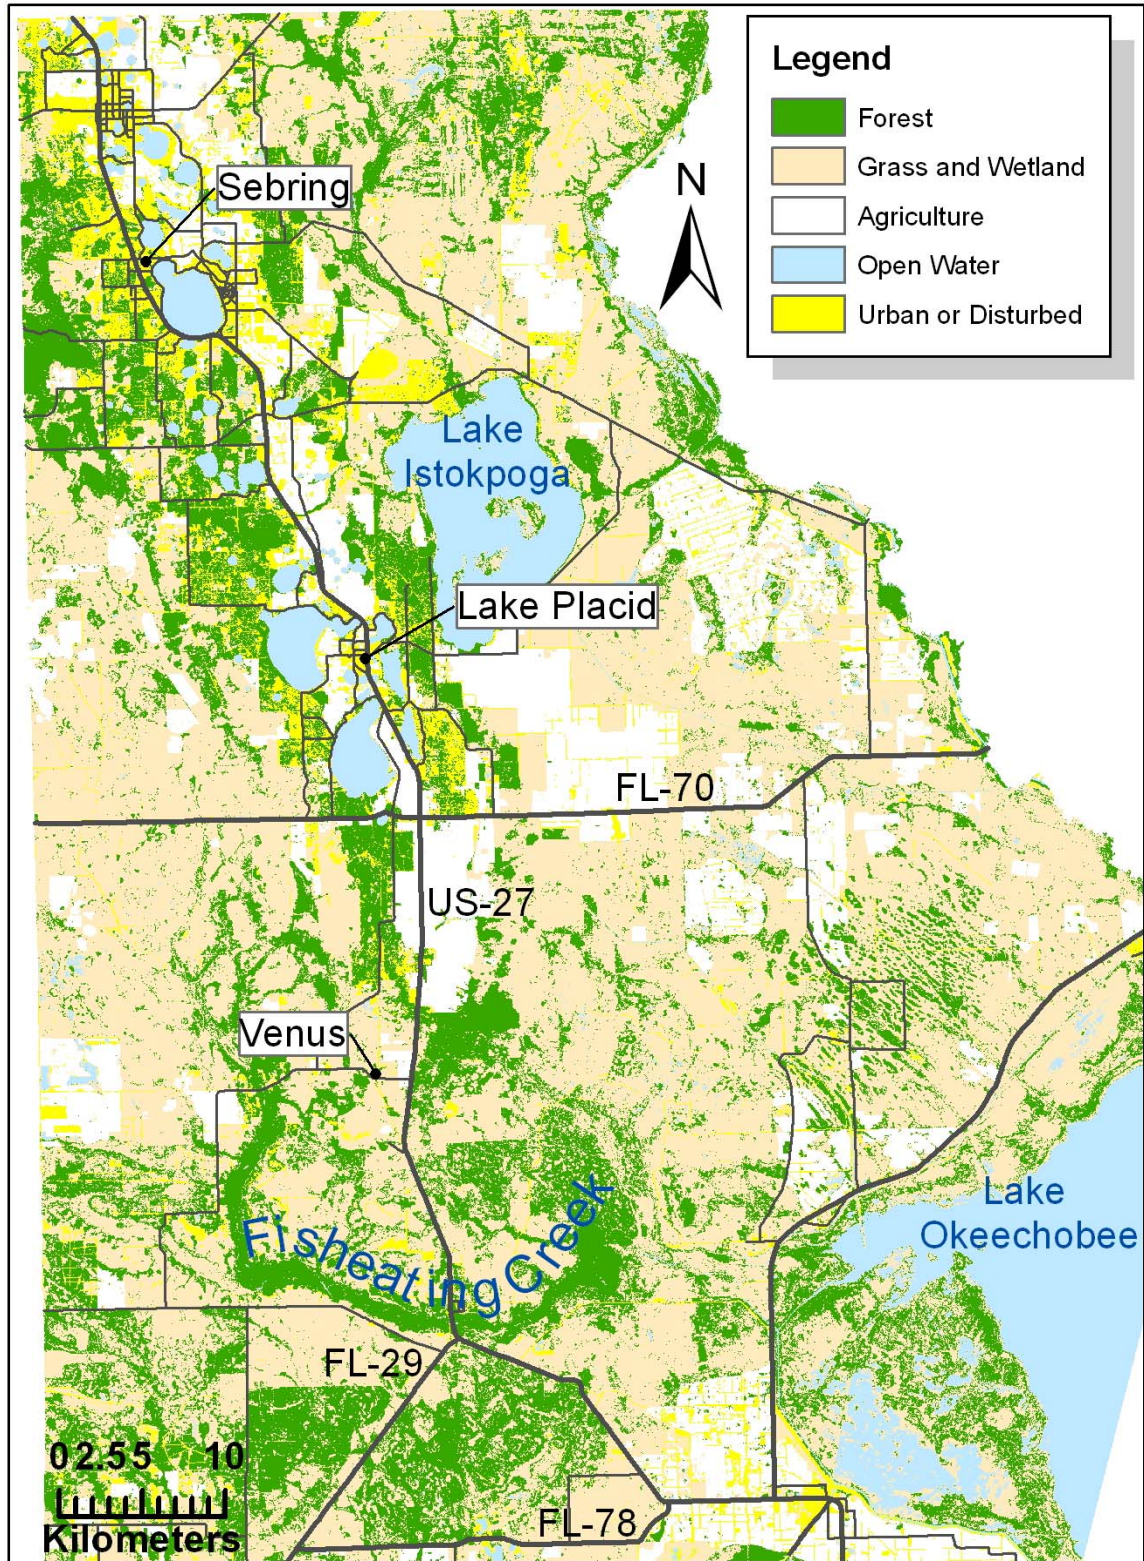 Legend
Forest
Grass and Wetland
Agriculture
Open Water
Urban or Disturbed
N
Sebring
Lake
Istokpoga
Lake Placid
FL-70
US-27
Venus
Lake
Okeechobee
Fisheating Creek
FL-29
0 2.5 5 10
Kilometers
FL-78